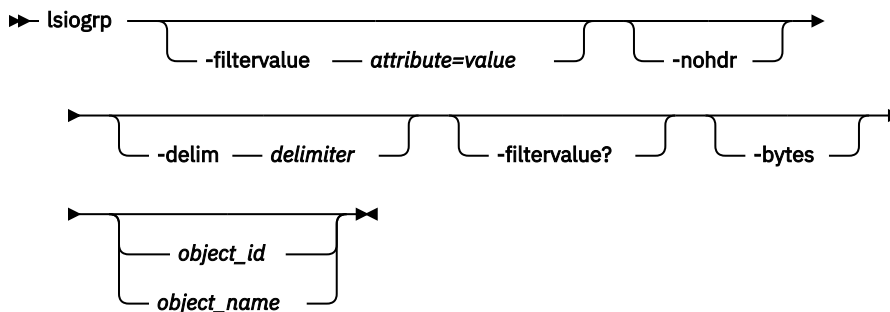 lsiogrp
-filtervalue attribute=value -nohdr
-delim delimiter -filtervalue? -bytes
object_id
object_name